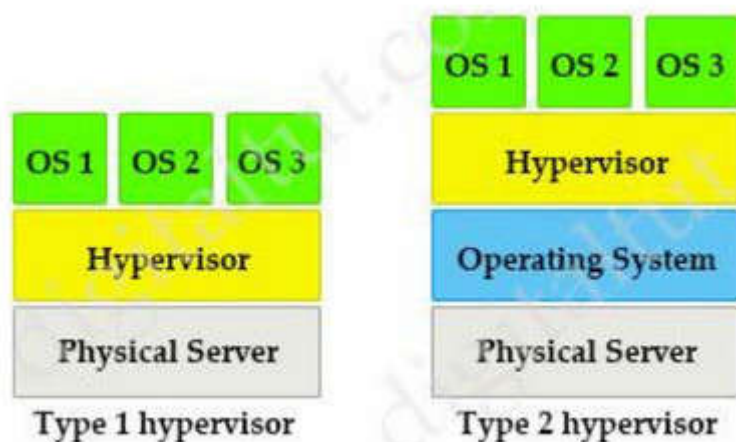 OS 1 OS 2 OS 3
Hypervisor
Physical Server
Type 1 hypervisor
OS 1 OS 2 OS 3
Hypervisor
Operating System
Physical Server
Type 2 hypervisor